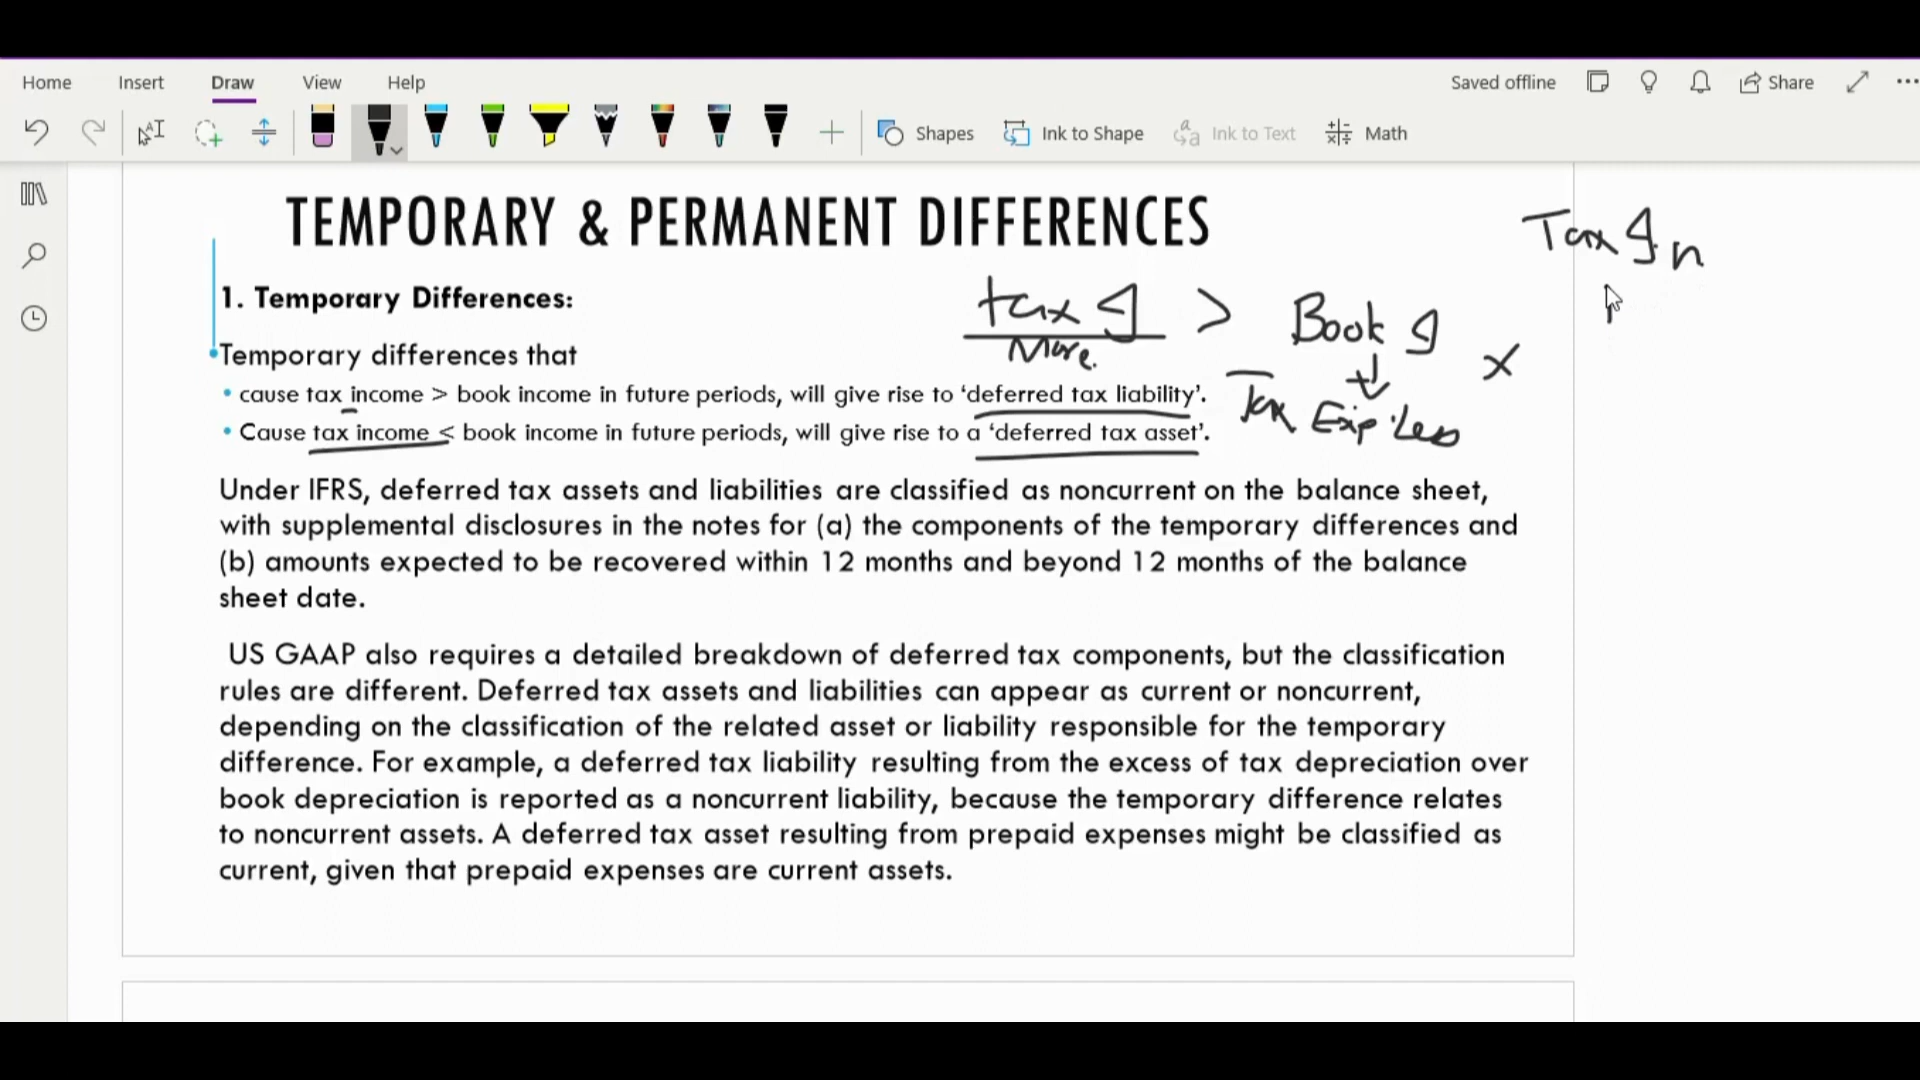 Home Insert Draw View Help Saved offline Share
Shapes Ink to Shape Ink to Text Math
TEMPORARY & PERMANENT DIFFERENCES
Tax I n
1. Temporary Differences:
tax I > Book I
More.
Temporary differences that
x
• cause tax income > book income in future periods, will give rise to ‘deferred tax liability’.
Tax Exp Less
• Cause tax income < book income in future periods, will give rise to a ‘deferred tax asset’.
Under IFRS, deferred tax assets and liabilities are classified as noncurrent on the balance sheet,
with supplemental disclosures in the notes for (a) the components of the temporary differences and
(b) amounts expected to be recovered within 12 months and beyond 12 months of the balance
sheet date.
US GAAP also requires a detailed breakdown of deferred tax components, but the classification
rules are different. Deferred tax assets and liabilities can appear as current or noncurrent,
depending on the classification of the related asset or liability responsible for the temporary
difference. For example, a deferred tax liability resulting from the excess of tax depreciation over
book depreciation is reported as a noncurrent liability, because the temporary difference relates
to noncurrent assets. A deferred tax asset resulting from prepaid expenses might be classified as
current, given that prepaid expenses are current assets.